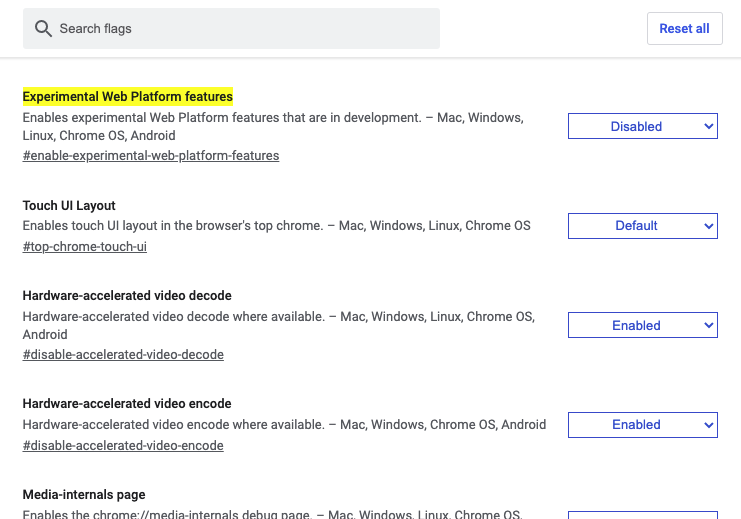 Search flags
Reset all
Experimental Web Platform features
Enables experimental Web Platform features that are in development. – Mac, Windows,
Linux, Chrome OS, Android
#enable-experimental-web-platform-features
Disabled
Touch UI Layout
Enables touch UI layout in the browser's top chrome. – Mac, Windows, Linux, Chrome OS
#top-chrome-touch-ui
Default
Hardware-accelerated video decode
Hardware-accelerated video decode where available. – Mac, Windows, Linux, Chrome OS,
Android
#disable-accelerated-video-decode
Enabled
Hardware-accelerated video encode
Hardware-accelerated video encode where available. – Mac, Windows, Chrome OS, Android
#disable-accelerated-video-encode
Enabled
Media-internals page
Enables the chrome://media-internals debug page. – Mac, Windows, Linux, Chrome OS,